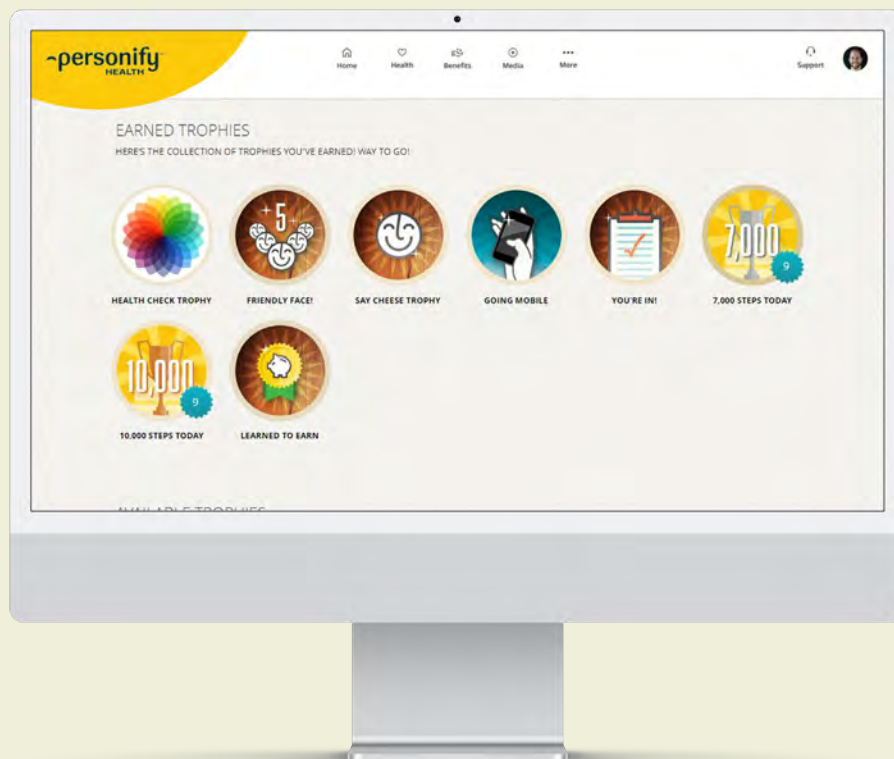 personify
HEALTH
Home
Health
Benefits
Media
More
Support
EARNED TROPHIES
HERE'S THE COLLECTION OF TROPHIES YOU'VE EARNED! WAY TO GO!
5
7,000
9
HEALTH CHECK TROPHY
FRIENDLY FACE!
SAY CHEESE TROPHY
GOING MOBILE
YOU'RE IN!
7,000 STEPS TODAY
10,000
9
10,000 STEPS TODAY
LEARNED TO EARN
AVAILABLE TROPHIES